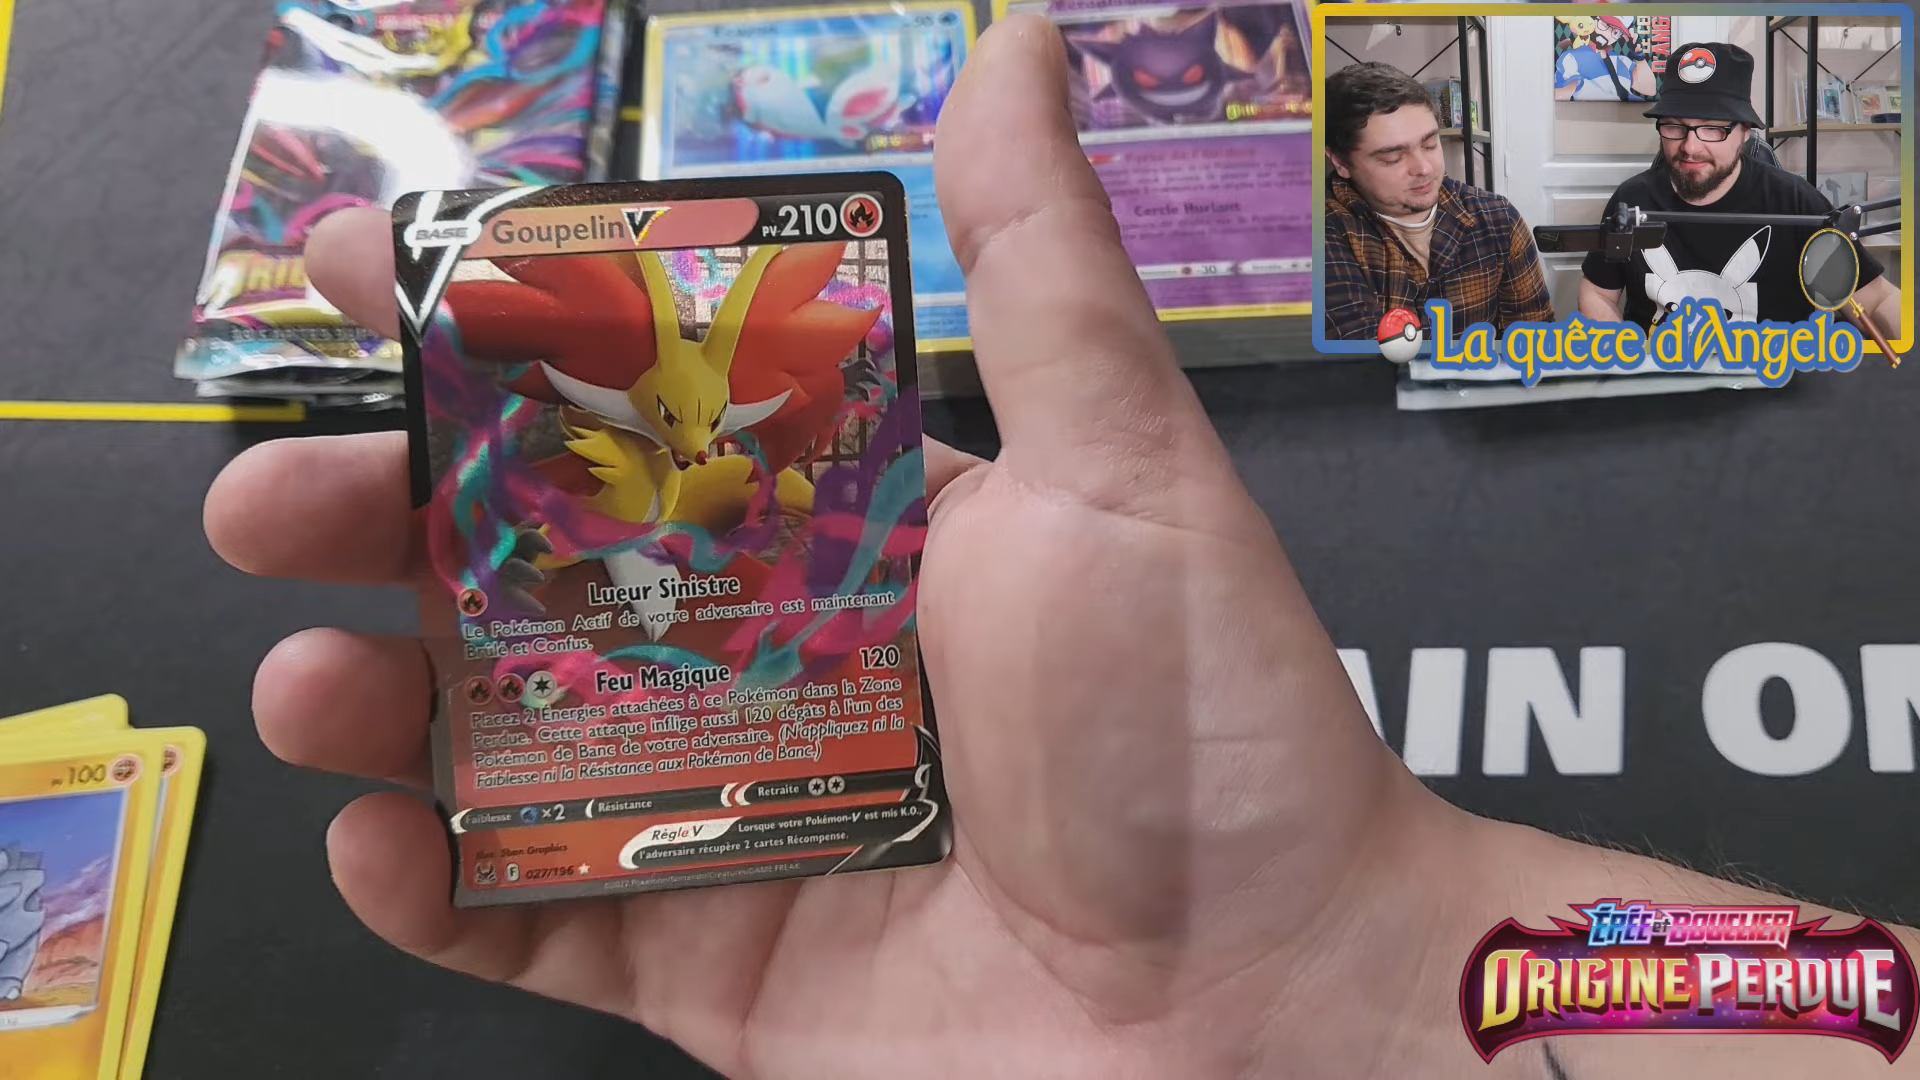 BASE
Goupelin V
PV 210
Lueur Sinistre
Le Pokémon Actif de votre adversaire est maintenant
Brûlé et Confus.
Feu Magique
120
Placez 2 Énergies attachées à ce Pokémon dans la Zone
Perdue. Cette attaque inflige aussi 120 dégâts à l'un des
Pokémon de Banc de votre adversaire. (N'appliquez ni la
Faiblesse ni la Résistance aux Pokémon de Banc.)
Faiblesse ×2
Résistance
Retraite
Règle V
Lorsque votre Pokémon-V est mis K.O.,
l'adversaire récupère 2 cartes Récompense.
F 027/196
PV 100
Cercle Hurlant
-30
La quête d'Angelo
AIN ON
ÉPÉE et BOUCLIER
ORIGINE PERDUE